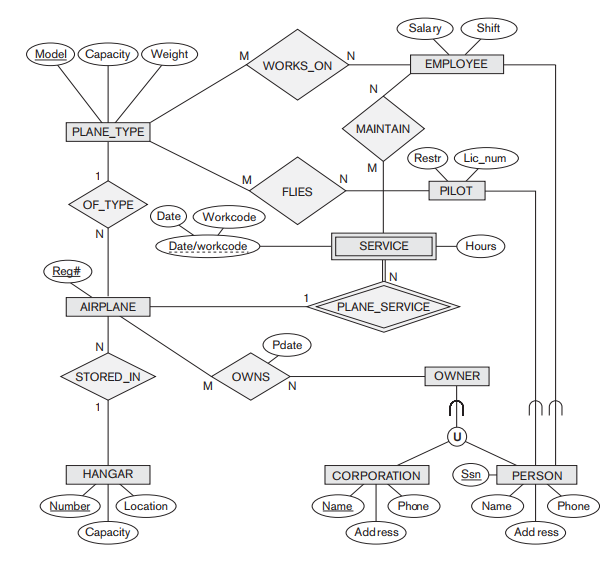 Salary Shift
Model Capacity Weight
M N
WORKS_ON EMPLOYEE
N
PLANE_TYPE MAINTAIN
Restr Lic_num
M
1 M N
FLIES PILOT
OF_TYPE
Date Workcode
N
Date/workcode SERVICE Hours
Reg#
N
1
AIRPLANE PLANE_SERVICE
Pdate
N
STORED_IN OWNS OWNER
M N
1
U
HANGAR CORPORATION Ssn PERSON
Number Location Name Phone Name Phone
Capacity Address Address